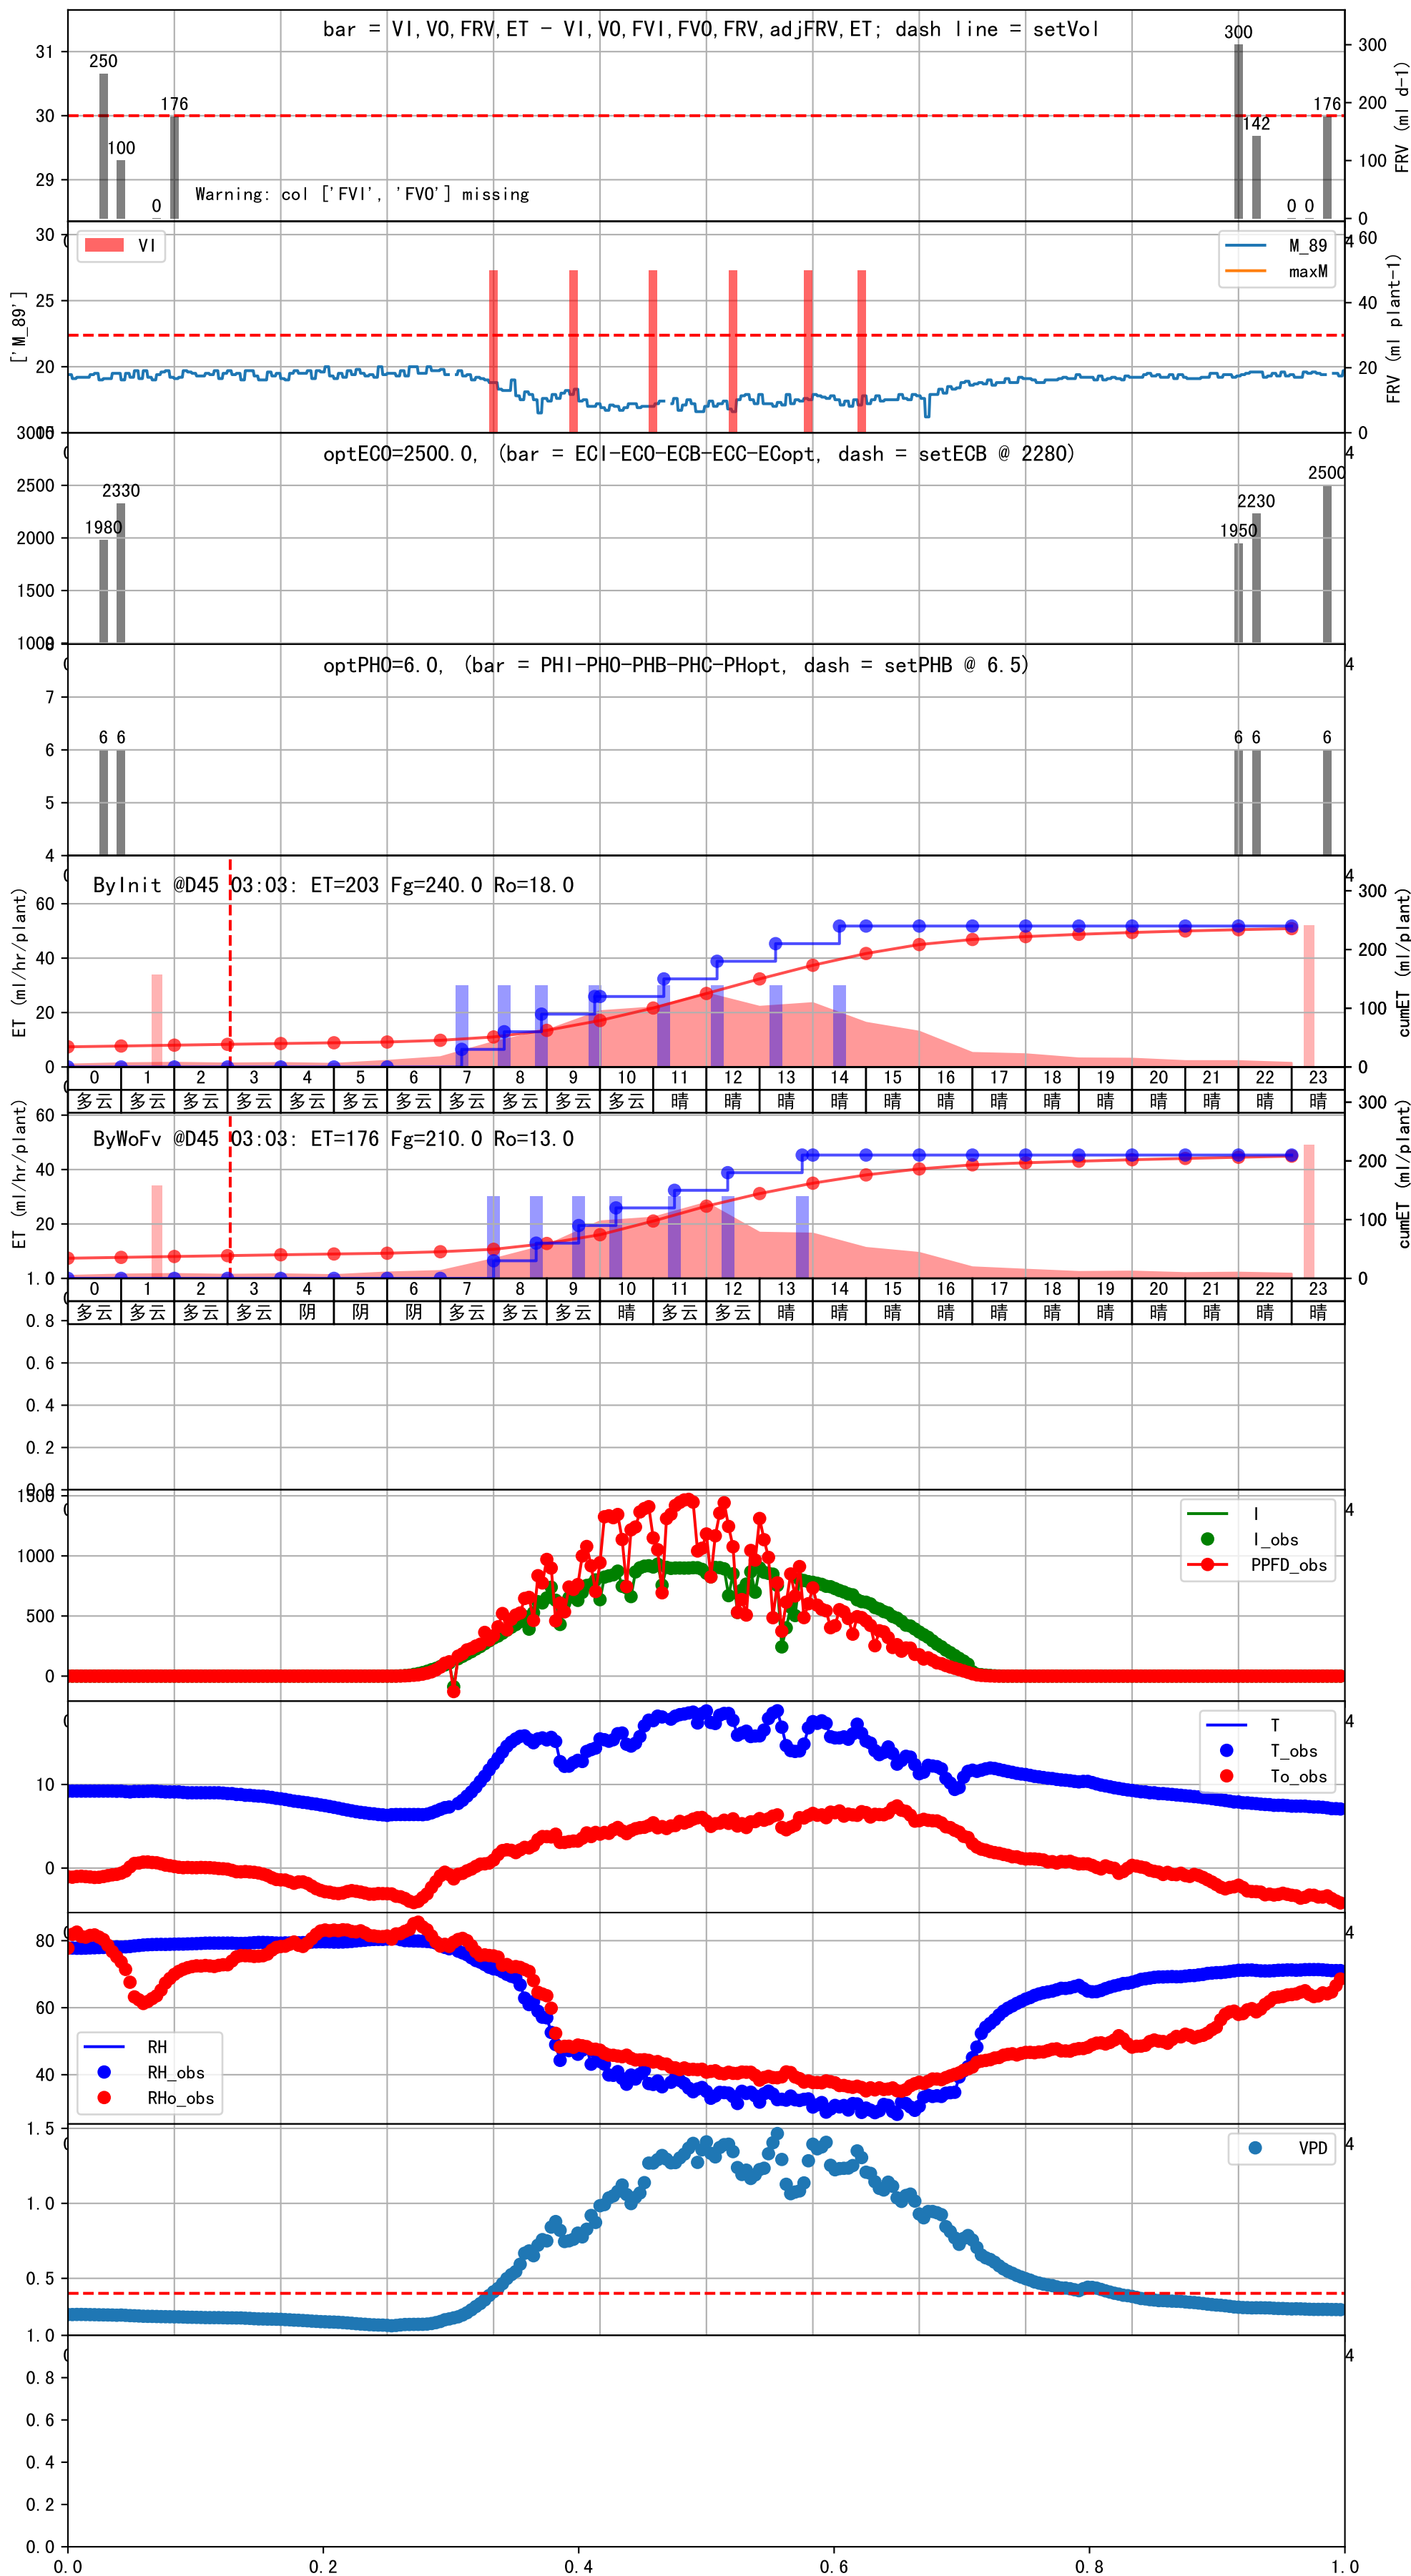 bar = VI,VO,FRV,ET - VI,VO,FVI,FVO,FRV,adjFRV,ET; dash line = setVol
31
30
29
250
100
0
176
Warning: col ['FVI', 'FVO'] missing
300
142
0
0
176
300
200
100
0
FRV (ml d-1)
VI
M_89
maxM
30
25
20
['M_89']
60
40
20
0
FRV (ml plant-1)
optECO=2500.0, (bar = ECI-ECO-ECB-ECC-ECopt, dash = setECB @ 2280)
2500
2000
1500
1000
1980
2330
1950
2230
2500
optPHO=6.0, (bar = PHI-PHO-PHB-PHC-PHopt, dash = setPHB @ 6.5)
7
6
5
4
6
6
6
6
6
ByInit @D45 03:03: ET=203 Fg=240.0 Ro=18.0
60
40
20
0
ET (ml/hr/plant)
300
200
100
0
cumET (ml/plant)
0 1 2 3 4 5 6 7 8 9 10 11 12 13 14 15 16 17 18 19 20 21 22 23
多云 多云 多云 多云 多云 多云 多云 多云 多云 多云 多云 晴 晴 晴 晴 晴 晴 晴 晴 晴 晴 晴 晴 晴
ByWoFv @D45 03:03: ET=176 Fg=210.0 Ro=13.0
60
40
20
ET (ml/hr/plant)
300
200
100
0
cumET (ml/plant)
0 1 2 3 4 5 6 7 8 9 10 11 12 13 14 15 16 17 18 19 20 21 22 23
多云 多云 多云 多云 阴 阴 阴 多云 多云 多云 晴 多云 多云 晴 晴 晴 晴 晴 晴 晴 晴 晴 晴 晴
1.0
0.8
0.6
0.4
0.2
1500
1000
500
0
I
I_obs
PPFD_obs
10
0
T
T_obs
To_obs
80
60
40
RH
RH_obs
RHo_obs
1.5
1.0
0.5
VPD
1.0
0.8
0.6
0.4
0.2
0.0
0.0 0.2 0.4 0.6 0.8 1.0